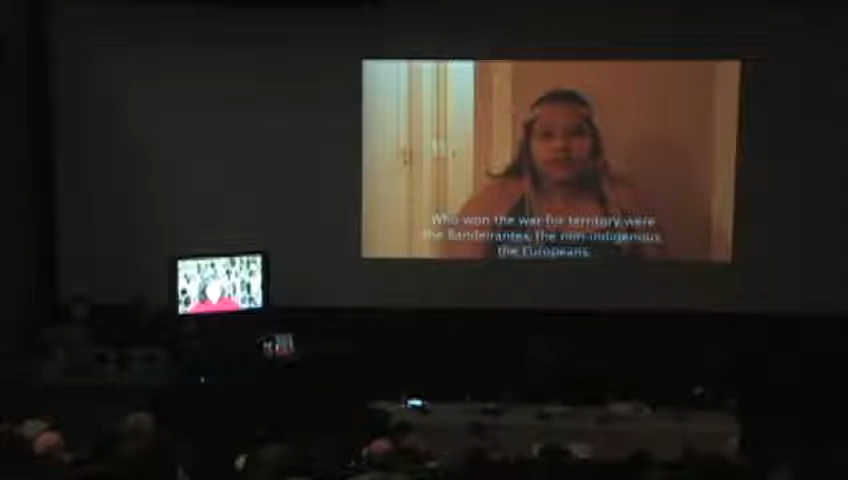 Who won the war for territory were
the Bandeirantes, the non-indigenous,
the Europeans.